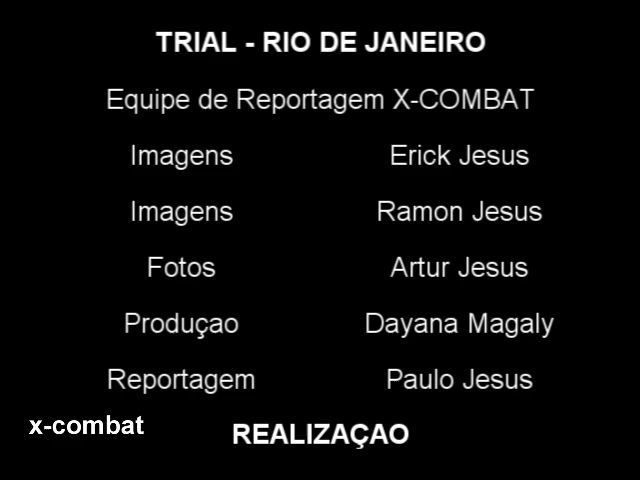 TRIAL - RIO DE JANEIRO
Equipe de Reportagem X-COMBAT
Imagens Erick Jesus
Imagens Ramon Jesus
Fotos Artur Jesus
Produçao Dayana Magaly
Reportagem Paulo Jesus
x-combat
REALIZAÇAO